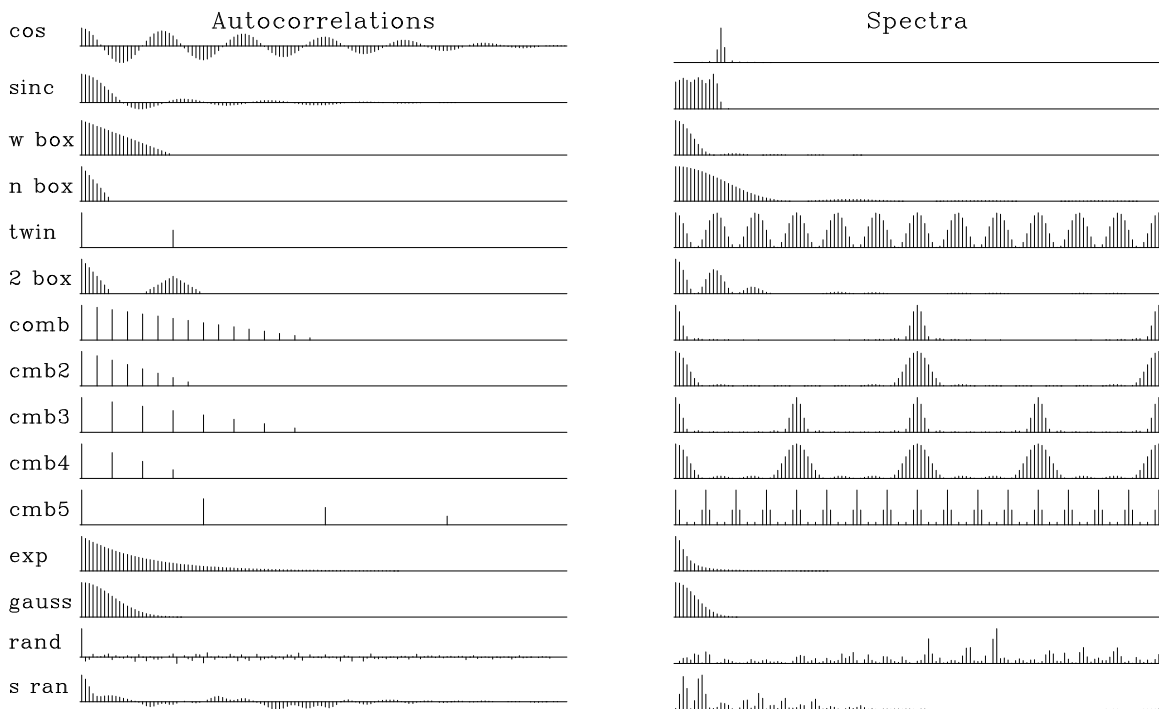 Autocorrelations
Spectra
cos
sinc
w box
n box
twin
2 box
comb
cmb2
cmb3
cmb4
cmb5
exp
gauss
rand
s ran